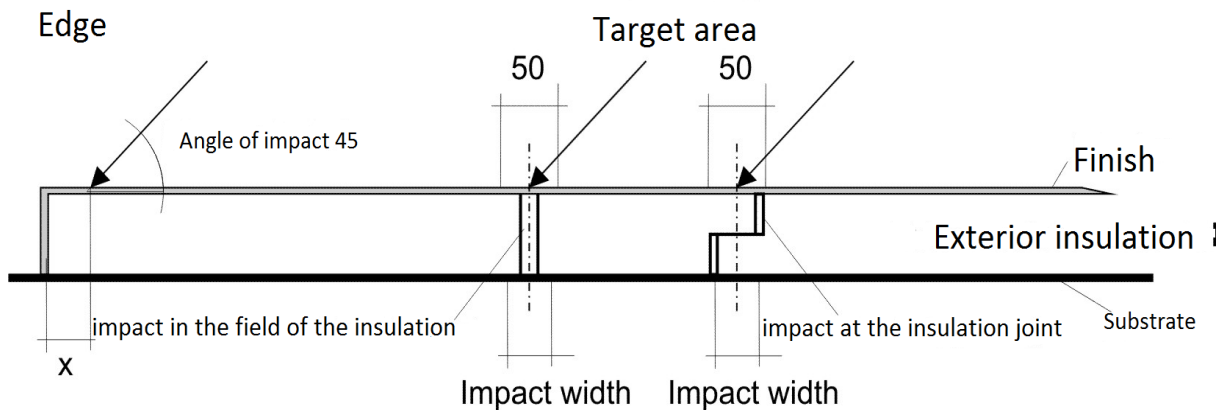 Edge
Target area
50
50
Angle of impact 45
Finish
Exterior insulation
impact in the field of the insulation
impact at the insulation joint
Substrate
x
Impact width
Impact width